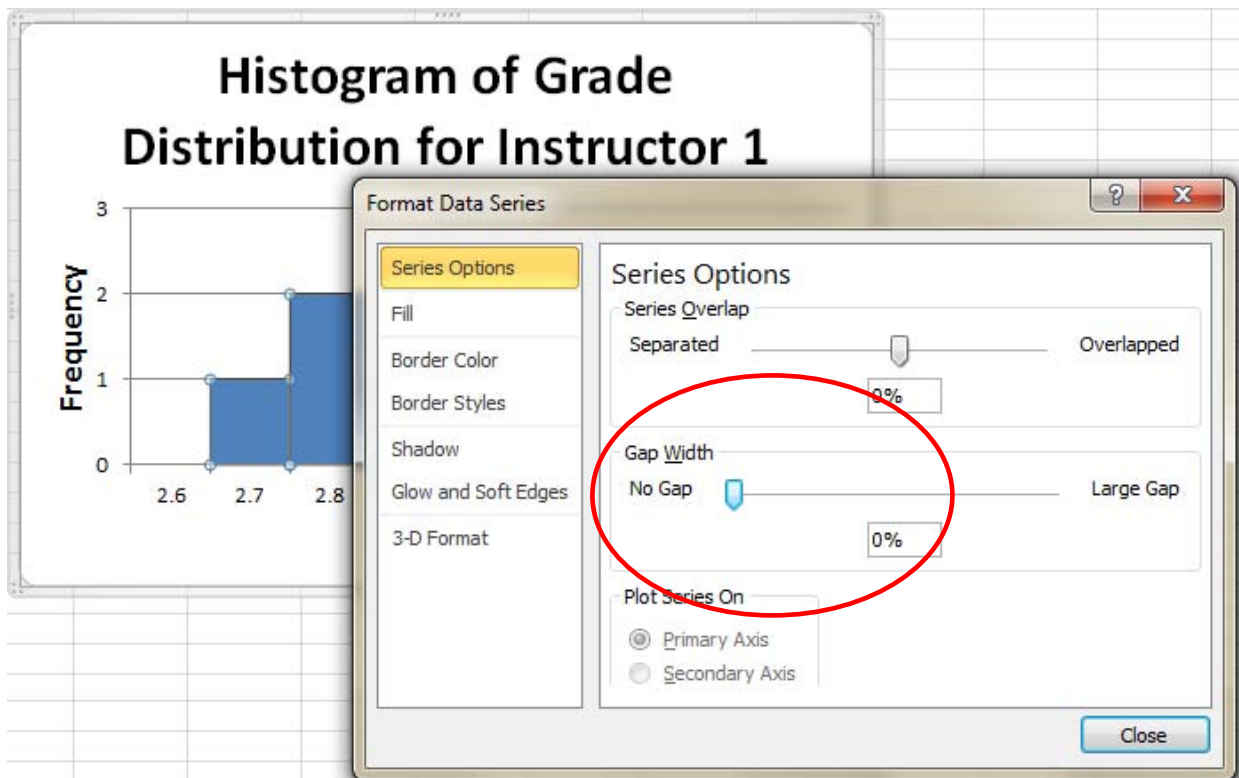 Histogram of Grade
Distribution for Instructor 1
Frequency
3
2
1
0
2.6 2.7 2.8
Format Data Series
?
X
Series Options
Fill
Border Color
Border Styles
Shadow
Glow and Soft Edges
3-D Format
Series Options
Series Overlap
Separated Overlapped
0%
Gap Width
No Gap Large Gap
0%
Plot Series On
Primary Axis
Secondary Axis
Close